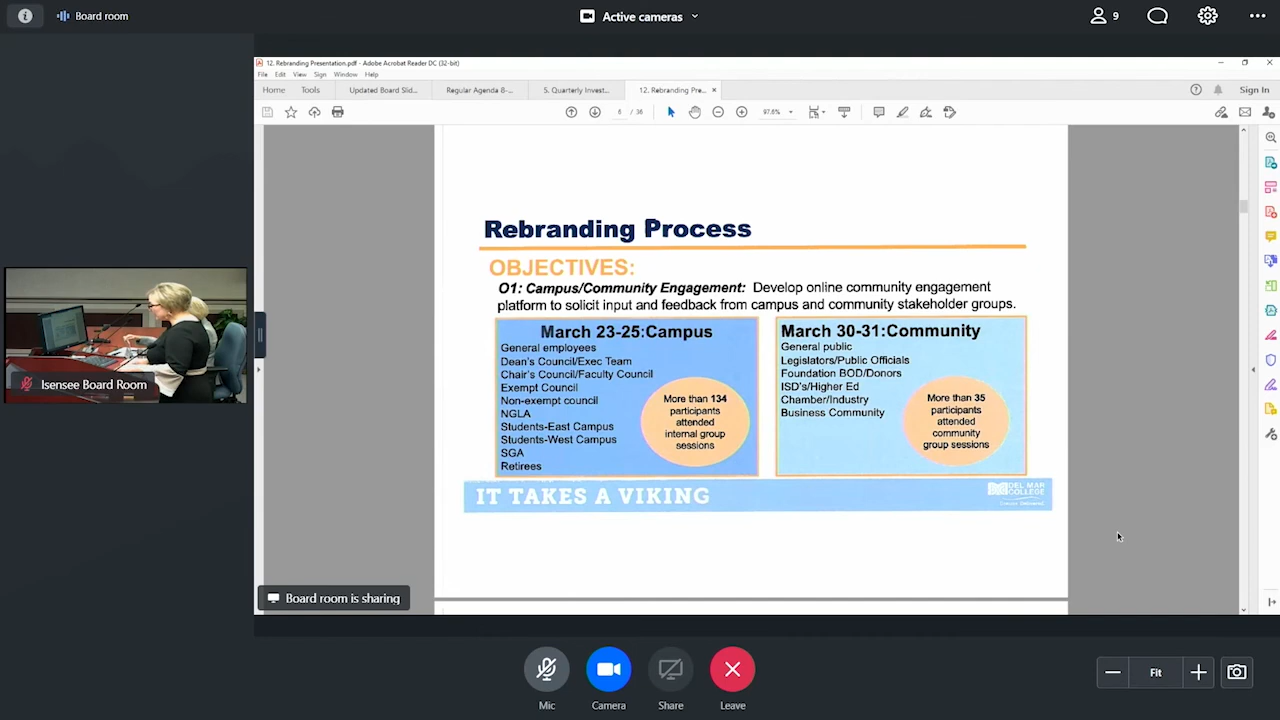 Board room
Active cameras
9
12. Rebranding Presentation.pdf - Adobe Acrobat Reader DC (32-bit)
File Edit View Sign Window Help
Home Tools Updated Board Slid... Regular Agenda 8-... 5. Quarterly Invest... 12. Rebranding Pre... Sign In
6 / 36 97.6%
Rebranding Process
OBJECTIVES:
O1: Campus/Community Engagement: Develop online community engagement
platform to solicit input and feedback from campus and community stakeholder groups.
March 23-25:Campus
General employees
Dean's Council/Exec Team
Chair's Council/Faculty Council
Exempt Council
Non-exempt council
NGLA
Students-East Campus
Students-West Campus
SGA
Retirees
More than 134
participants
attended
internal group
sessions
March 30-31:Community
General public
Legislators/Public Officials
Foundation BOD/Donors
ISD's/Higher Ed
Chamber/Industry
Business Community
More than 35
participants
attended
community
group sessions
IT TAKES A VIKING
DEL MAR
COLLEGE
Isensee Board Room
Board room is sharing
Mic
Camera
Share
Leave
Fit